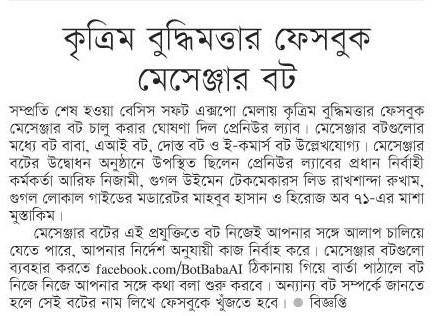 কৃত্রিম বুদ্ধিমত্তার ফেসবুক
মেসেঞ্জার বট
সম্প্রতি শেষ হওয়া বেসিস সফট এক্সপো মেলায় কৃত্রিম বুদ্ধিমত্তার ফেসবুক
মেসেঞ্জার বট চালু করার ঘোষণা দিল প্রেনিউর ল্যাব। মেসেঞ্জার বটগুলোর
মধ্যে বট বাবা, এআই বট, দোস্ত বট ও ই-কমার্স বট উল্লেখযোগ্য। মেসেঞ্জার
বটের উদ্বোধন অনুষ্ঠানে উপস্থিত ছিলেন প্রেনিউর ল্যাবের প্রধান নির্বাহী
কর্মকর্তা আরিফ নিজামী, গুগল উইমেন টেকমেকারস লিড রাখশান্দা রুখাম,
গুগল লোকাল গাইডের মডারেটর মাহবুব হাসান ও হিরোজ অব ৭১-এর মাশা
মুস্তাকিম।
মেসেঞ্জার বটের এই প্রযুক্তিতে বট নিজেই আপনার সঙ্গে আলাপ চালিয়ে
যেতে পারে, আপনার নির্দেশ অনুযায়ী কাজ নির্বাহ করে। মেসেঞ্জার বটগুলো
ব্যবহার করতে facebook.com/BotBabaAI ঠিকানায় গিয়ে বার্তা পাঠালে বট
নিজে নিজে আপনার সঙ্গে কথা বলা শুরু করবে। অন্যান্য বট সম্পর্কে জানতে
হলে সেই বটের নাম লিখে ফেসবুকে খুঁজতে হবে। ● বিজ্ঞপ্তি